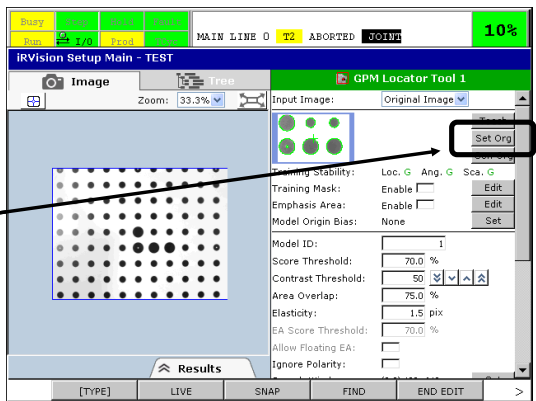 Busy Step Hold Fault
Run I/O Prod TCyc
MAIN LINE 0 T2 ABORTED JOINT
10%
iRVision Setup Main - TEST
Image
Tree
GPM Locator Tool 1
Zoom: 33.3%
Input Image: Original Image
Set Org
Training Stability: Loc. G Ang. G Sca. G
Training Mask: Enable Edit
Emphasis Area: Enable Edit
Model Origin Bias: None Set
Model ID: 1
Score Threshold: 70.0 %
Contrast Threshold: 50
Area Overlap: 75.0 %
Elasticity: 1.5 pix
EA Score Threshold: 70.0 %
Allow Floating EA:
Ignore Polarity:
Results
[TYPE] LIVE SNAP FIND END EDIT >